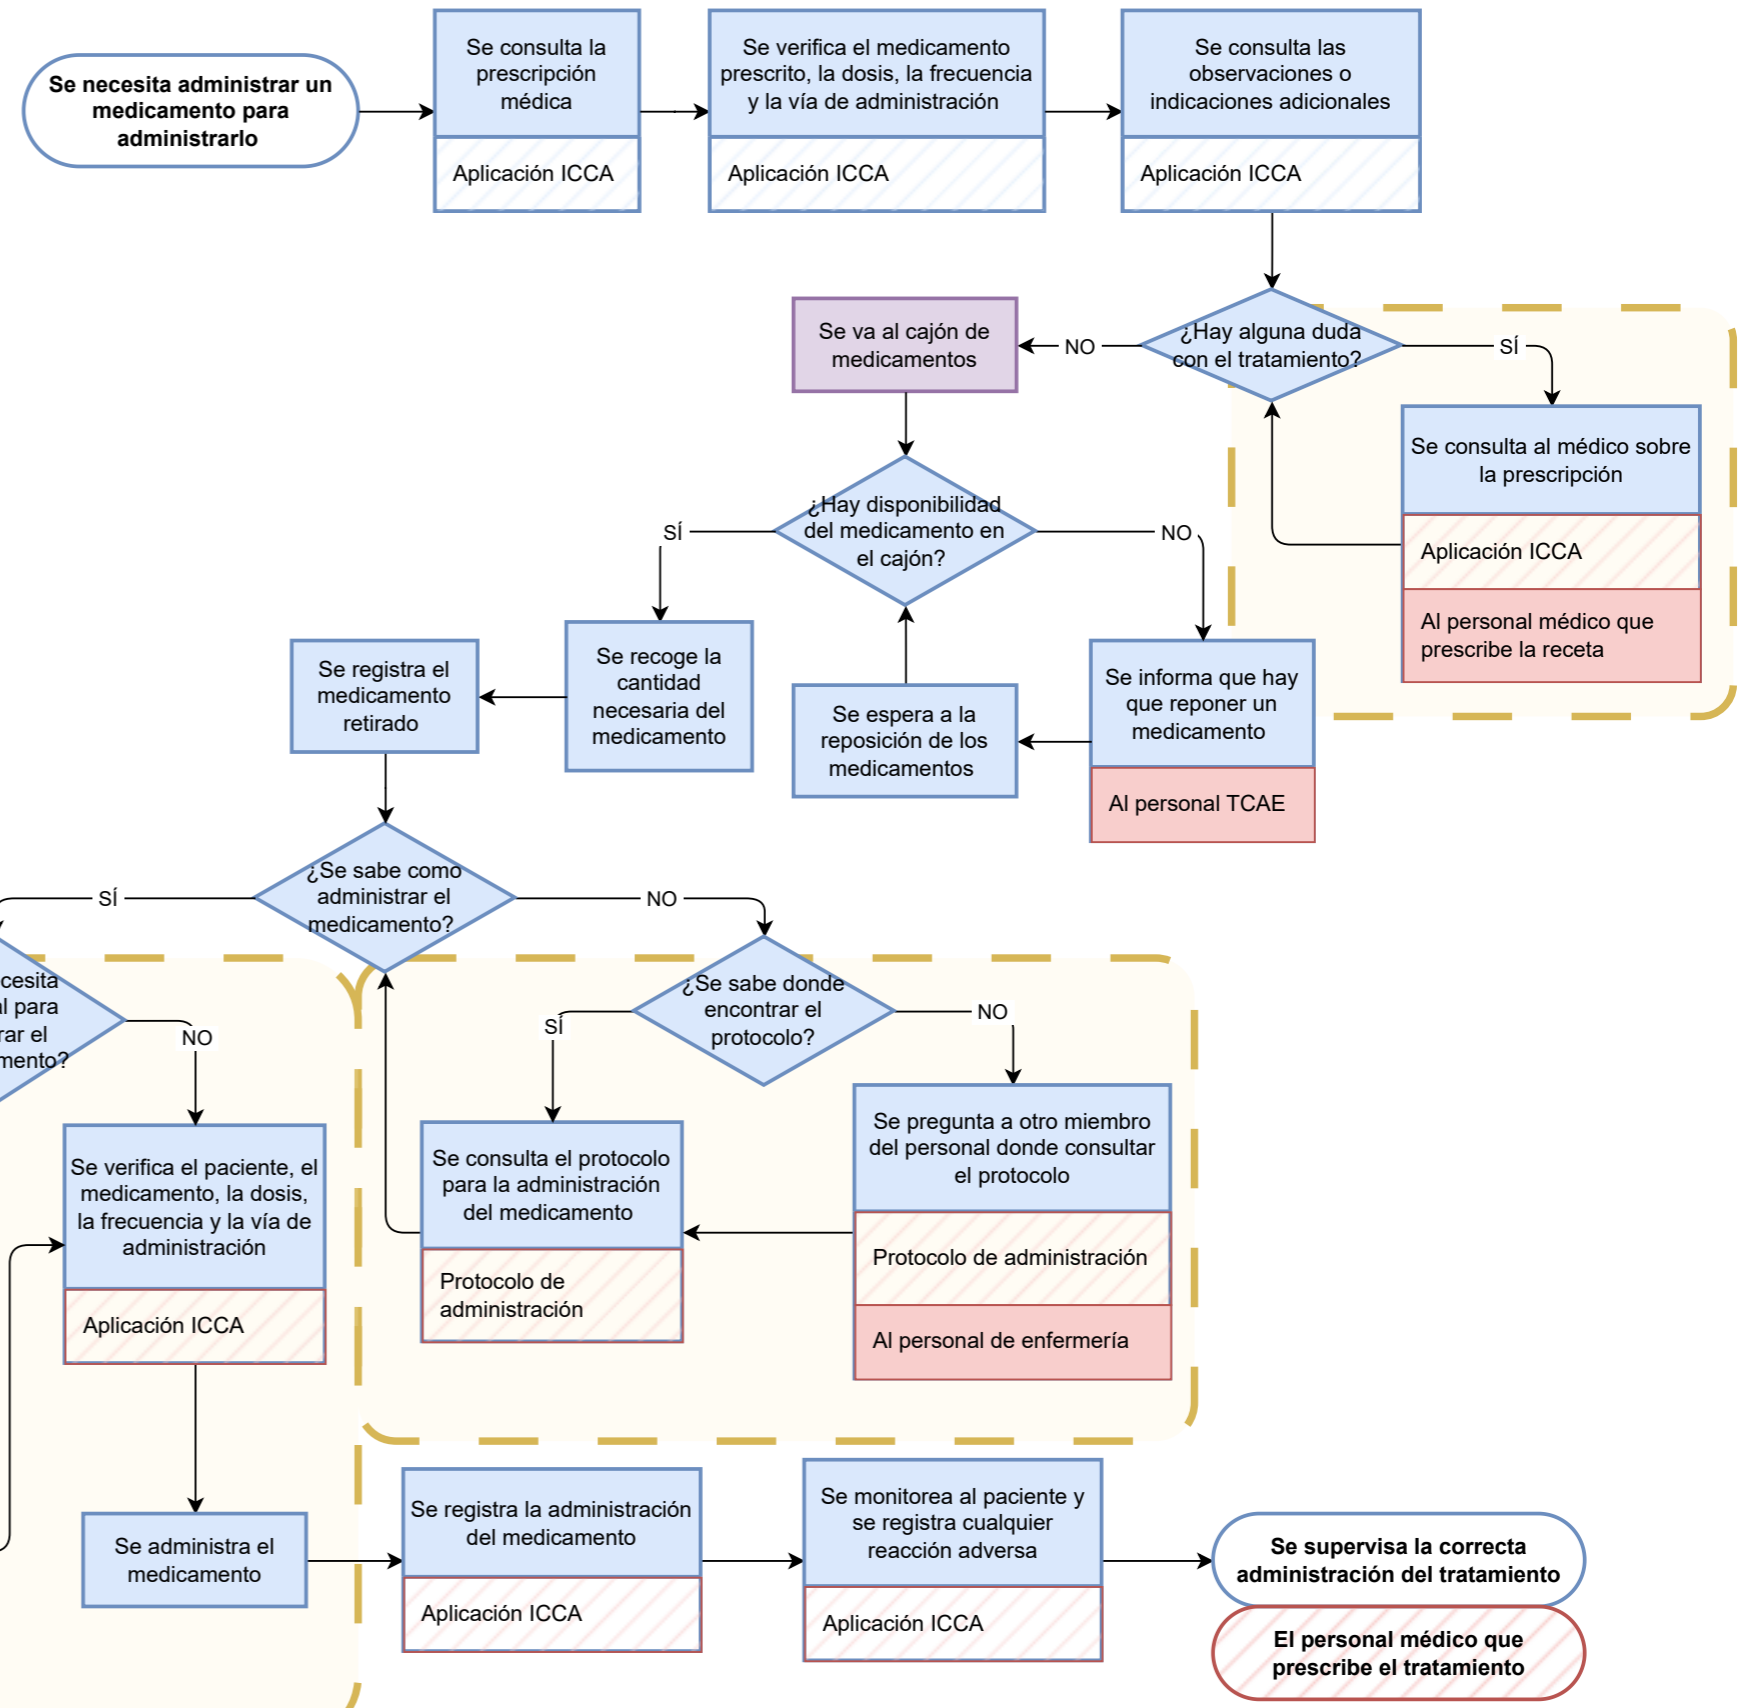 Se necesita administrar un
medicamento para
administrarlo
Se consulta la
prescripción
médica
Aplicación ICCA
Se verifica el medicamento
prescrito, la dosis, la frecuencia
y la vía de administración
Aplicación ICCA
Se consulta las
observaciones o
indicaciones adicionales
Aplicación ICCA
¿Hay alguna duda
con el tratamiento?
NO
SÍ
Se va al cajón de
medicamentos
Se consulta al médico sobre
la prescripción
Aplicación ICCA
Al personal médico que
prescribe la receta
¿Hay disponibilidad
del medicamento en
el cajón?
SÍ
NO
Se registra el
medicamento
retirado
Se recoge la
cantidad
necesaria del
medicamento
Se espera a la
reposición de los
medicamentos
Se informa que hay
que reponer un
medicamento
Al personal TCAE
¿Se sabe como
administrar el
medicamento?
SÍ
NO
cesita
al para
rar el
mento?
NO
¿Se sabe donde
encontrar el
protocolo?
SÍ
NO
Se verifica el paciente, el
medicamento, la dosis,
la frecuencia y la vía de
administración
Aplicación ICCA
Se consulta el protocolo
para la administración
del medicamento
Protocolo de
administración
Se pregunta a otro miembro
del personal donde consultar
el protocolo
Protocolo de administración
Al personal de enfermería
Se administra el
medicamento
Se registra la administración
del medicamento
Aplicación ICCA
Se monitorea al paciente y
se registra cualquier
reacción adversa
Aplicación ICCA
Se supervisa la correcta
administración del tratamiento
El personal médico que
prescribe el tratamiento